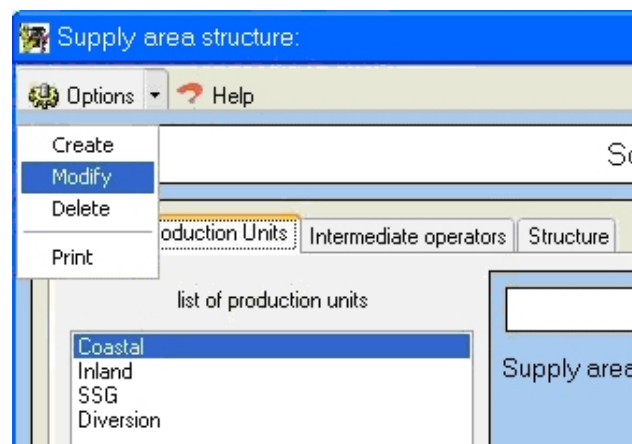 Supply area structure:
Options Help
Create
Modify
Delete
Print
oduction Units Intermediate operators Structure
list of production units
Coastal
Inland
SSG
Diversion
Supply area